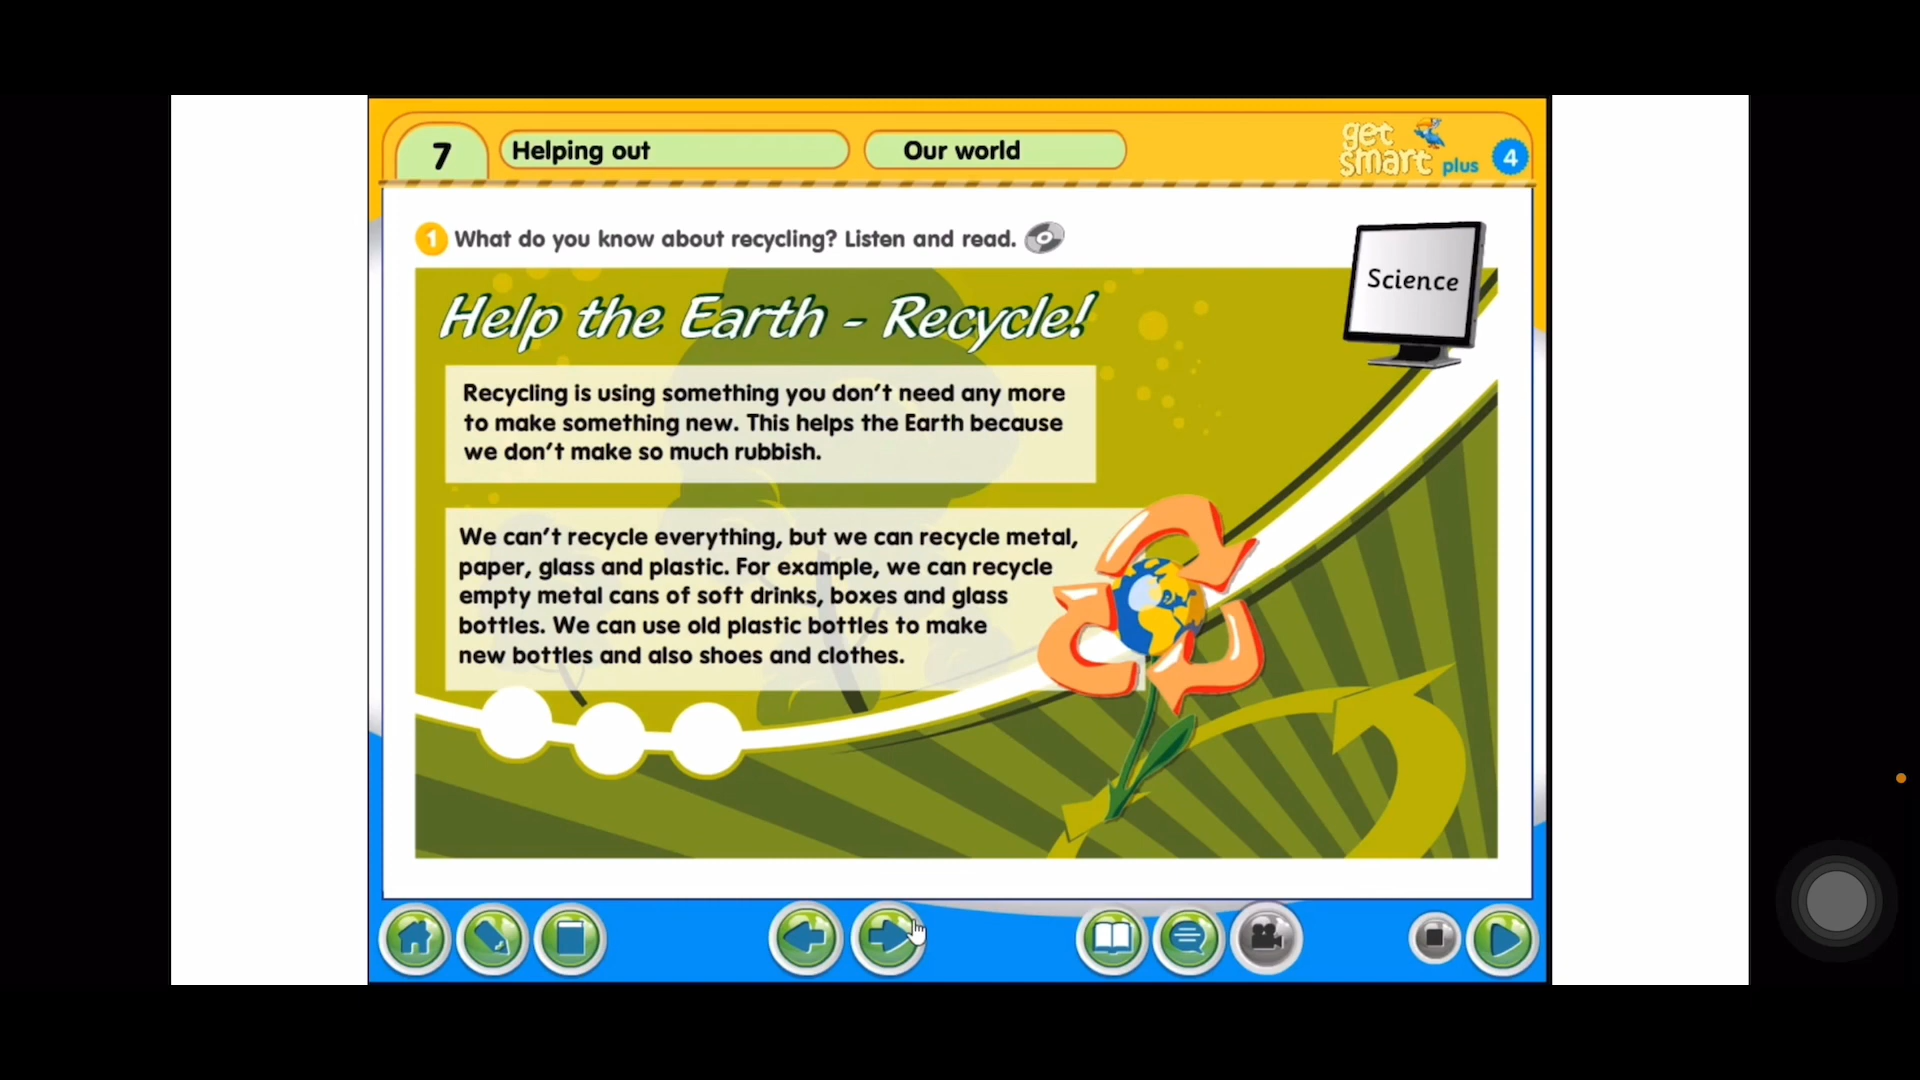 7
Helping out
Our world
get smart plus 4
1 What do you know about recycling? Listen and read.
Science
Help the Earth - Recycle!
Recycling is using something you don't need any more
to make something new. This helps the Earth because
we don't make so much rubbish.
We can't recycle everything, but we can recycle metal,
paper, glass and plastic. For example, we can recycle
empty metal cans of soft drinks, boxes and glass
bottles. We can use old plastic bottles to make
new bottles and also shoes and clothes.